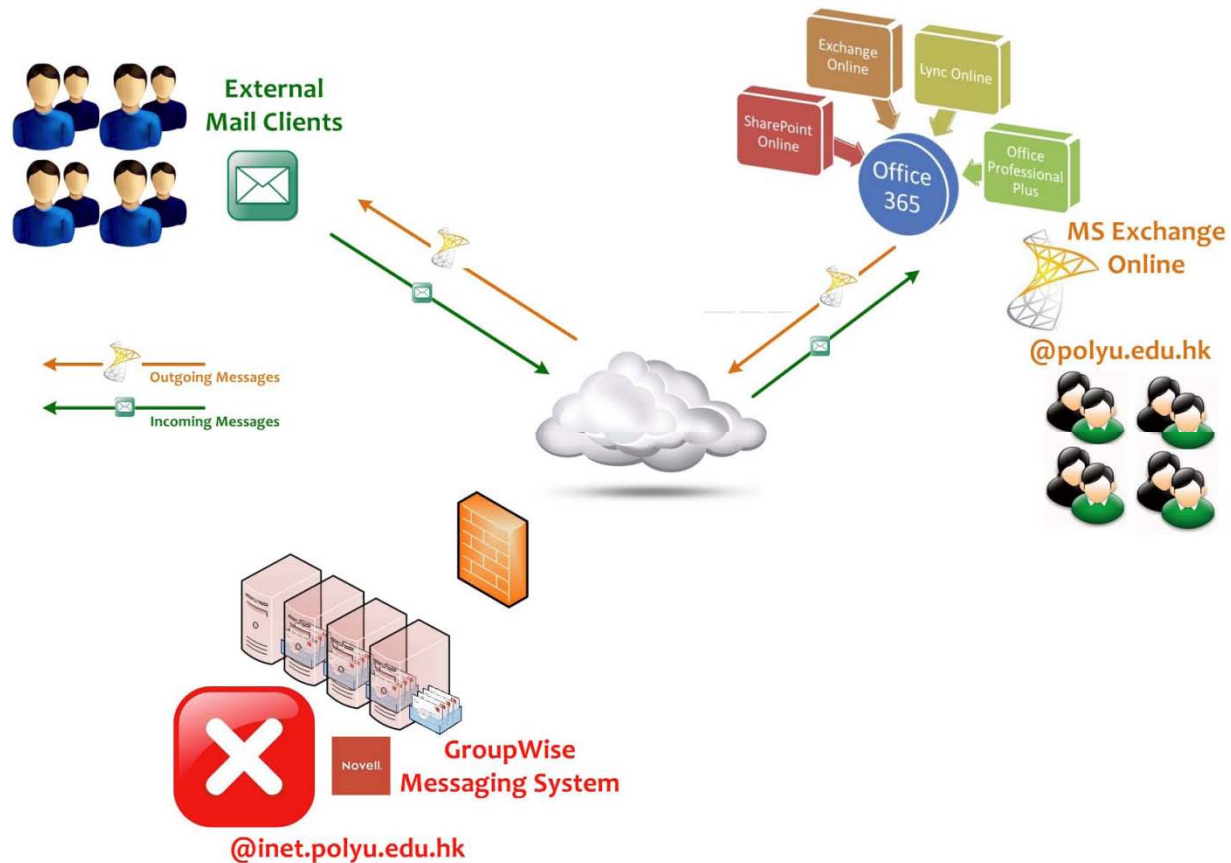 External
Mail Clients
Exchange
Online
Lync Online
SharePoint
Online
Office
Professional
Plus
Office
365
MS Exchange
Online
@polyu.edu.hk
Outgoing Messages
Incoming Messages
Novell.
GroupWise
Messaging System
@inet.polyu.edu.hk